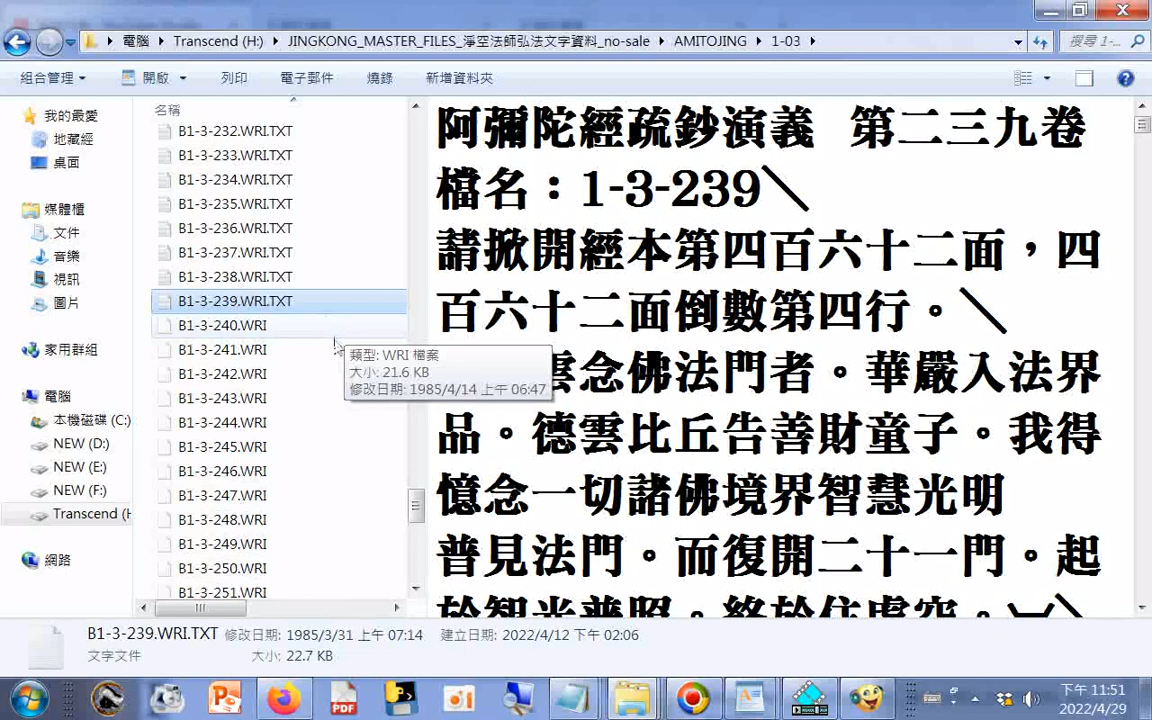 電腦 Transcend (H:) JINGKONG_MASTER_FILES_淨空法師弘法文字資料_no-sale AMITOJING 1-03
搜尋 1-...
組合管理 開啟 列印 電子郵件 燒錄 新增資料夾
我的最愛
地藏經
桌面
媒體櫃
文件
音樂
視訊
圖片
家用群組
電腦
本機磁碟 (C:)
NEW (D:)
NEW (E:)
NEW (F:)
Transcend (H
網路
名稱
B1-3-232.WRI.TXT
B1-3-233.WRI.TXT
B1-3-234.WRI.TXT
B1-3-235.WRI.TXT
B1-3-236.WRI.TXT
B1-3-237.WRI.TXT
B1-3-238.WRI.TXT
B1-3-239.WRI.TXT
B1-3-240.WRI
B1-3-241.WRI
B1-3-242.WRI
B1-3-243.WRI
B1-3-244.WRI
B1-3-245.WRI
B1-3-246.WRI
B1-3-247.WRI
B1-3-248.WRI
B1-3-249.WRI
B1-3-250.WRI
B1-3-251.WRI
類型: WRI 檔案
大小: 21.6 KB
修改日期: 1985/4/14 上午 06:47
阿彌陀經疏鈔演義 第二三九卷
檔名：1-3-239＼
請掀開經本第四百六十二面，四
百六十二面倒數第四行。＼
雲念佛法門者。華嚴入法界
品。德雲比丘告善財童子。我得
憶念一切諸佛境界智慧光明
普見法門。而復開二十一門。起
於智光普照。終於住虛空。
B1-3-239.WRI.TXT 修改日期: 1985/3/31 上午 07:14 建立日期: 2022/4/12 下午 02:06
文字文件 大小: 22.7 KB
PDF
下午 11:51
2022/4/29